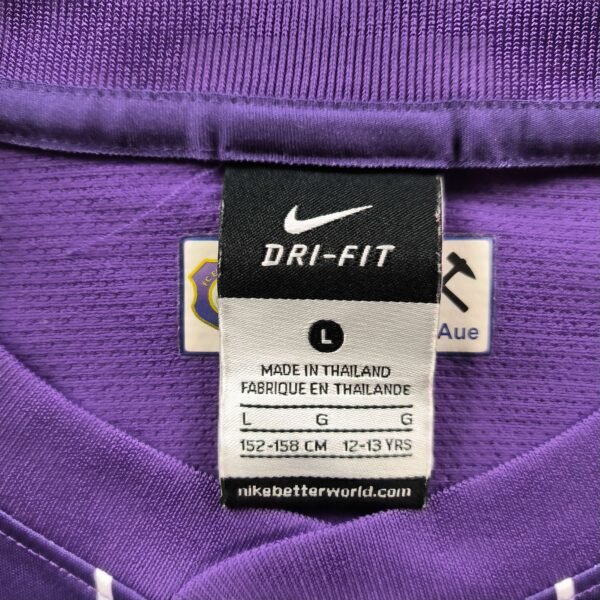 DRI-FIT
L
MADE IN THAILAND
FABRIQUE EN THAILANDE
L G G
152-158 CM 12-13 YRS
nikebetterworld.com
Aue